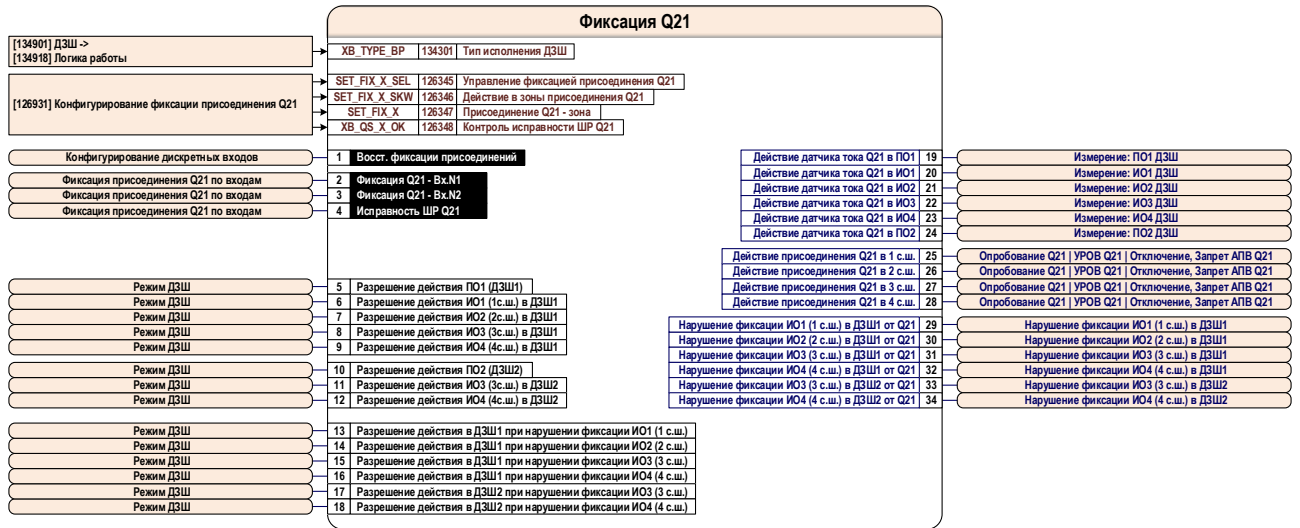 Фиксация Q21
[134901] ДЗШ ->
[134918] Логика работы
XB_TYPE_BP 134301 Тип исполнения ДЗШ
[126931] Конфигурирование фиксации присоединения Q21
SET_FIX_X_SEL 126345 Управление фиксацией присоединения Q21
SET_FIX_X_SKW 126346 Действие в зоны присоединения Q21
SET_FIX_X 126347 Присоединение Q21 - зона
XB_QS_X_OK 126348 Контроль исправности ШР Q21
Конфигурирование дискретных входов 1 Восст. фиксации присоединений
Фиксация присоединения Q21 по входам 2 Фиксация Q21 - Вх.N1
Фиксация присоединения Q21 по входам 3 Фиксация Q21 - Вх.N2
Фиксация присоединения Q21 по входам 4 Исправность ШР Q21
Режим ДЗШ 5 Разрешение действия ПО1 (ДЗШ1)
Режим ДЗШ 6 Разрешение действия ИО1 (1с.ш.) в ДЗШ1
Режим ДЗШ 7 Разрешение действия ИО2 (2с.ш.) в ДЗШ1
Режим ДЗШ 8 Разрешение действия ИО3 (3с.ш.) в ДЗШ1
Режим ДЗШ 9 Разрешение действия ИО4 (4с.ш.) в ДЗШ1
Режим ДЗШ 10 Разрешение действия ПО2 (ДЗШ2)
Режим ДЗШ 11 Разрешение действия ИО3 (3с.ш.) в ДЗШ2
Режим ДЗШ 12 Разрешение действия ИО4 (4с.ш.) в ДЗШ2
Режим ДЗШ 13 Разрешение действия в ДЗШ1 при нарушении фиксации ИО1 (1 с.ш.)
Режим ДЗШ 14 Разрешение действия в ДЗШ1 при нарушении фиксации ИО2 (2 с.ш.)
Режим ДЗШ 15 Разрешение действия в ДЗШ1 при нарушении фиксации ИО3 (3 с.ш.)
Режим ДЗШ 16 Разрешение действия в ДЗШ1 при нарушении фиксации ИО4 (4 с.ш.)
Режим ДЗШ 17 Разрешение действия в ДЗШ2 при нарушении фиксации ИО3 (3 с.ш.)
Режим ДЗШ 18 Разрешение действия в ДЗШ2 при нарушении фиксации ИО4 (4 с.ш.)
Действие датчика тока Q21 в ПО1 19 Измерение: ПО1 ДЗШ
Действие датчика тока Q21 в ИО1 20 Измерение: ИО1 ДЗШ
Действие датчика тока Q21 в ИО2 21 Измерение: ИО2 ДЗШ
Действие датчика тока Q21 в ИО3 22 Измерение: ИО3 ДЗШ
Действие датчика тока Q21 в ИО4 23 Измерение: ИО4 ДЗШ
Действие датчика тока Q21 в ПО2 24 Измерение: ПО2 ДЗШ
Действие присоединения Q21 в 1 с.ш. 25 Опробование Q21 | УРОВ Q21 | Отключение, Запрет АПВ Q21
Действие присоединения Q21 в 2 с.ш. 26 Опробование Q21 | УРОВ Q21 | Отключение, Запрет АПВ Q21
Действие присоединения Q21 в 3 с.ш. 27 Опробование Q21 | УРОВ Q21 | Отключение, Запрет АПВ Q21
Действие присоединения Q21 в 4 с.ш. 28 Опробование Q21 | УРОВ Q21 | Отключение, Запрет АПВ Q21
Нарушение фиксации ИО1 (1 с.ш.) в ДЗШ1 от Q21 29 Нарушение фиксации ИО1 (1 с.ш.) в ДЗШ1
Нарушение фиксации ИО2 (2 с.ш.) в ДЗШ1 от Q21 30 Нарушение фиксации ИО2 (2 с.ш.) в ДЗШ1
Нарушение фиксации ИО3 (3 с.ш.) в ДЗШ1 от Q21 31 Нарушение фиксации ИО3 (3 с.ш.) в ДЗШ1
Нарушение фиксации ИО4 (4 с.ш.) в ДЗШ1 от Q21 32 Нарушение фиксации ИО4 (4 с.ш.) в ДЗШ1
Нарушение фиксации ИО3 (3 с.ш.) в ДЗШ2 от Q21 33 Нарушение фиксации ИО3 (3 с.ш.) в ДЗШ2
Нарушение фиксации ИО4 (4 с.ш.) в ДЗШ2 от Q21 34 Нарушение фиксации ИО4 (4 с.ш.) в ДЗШ2